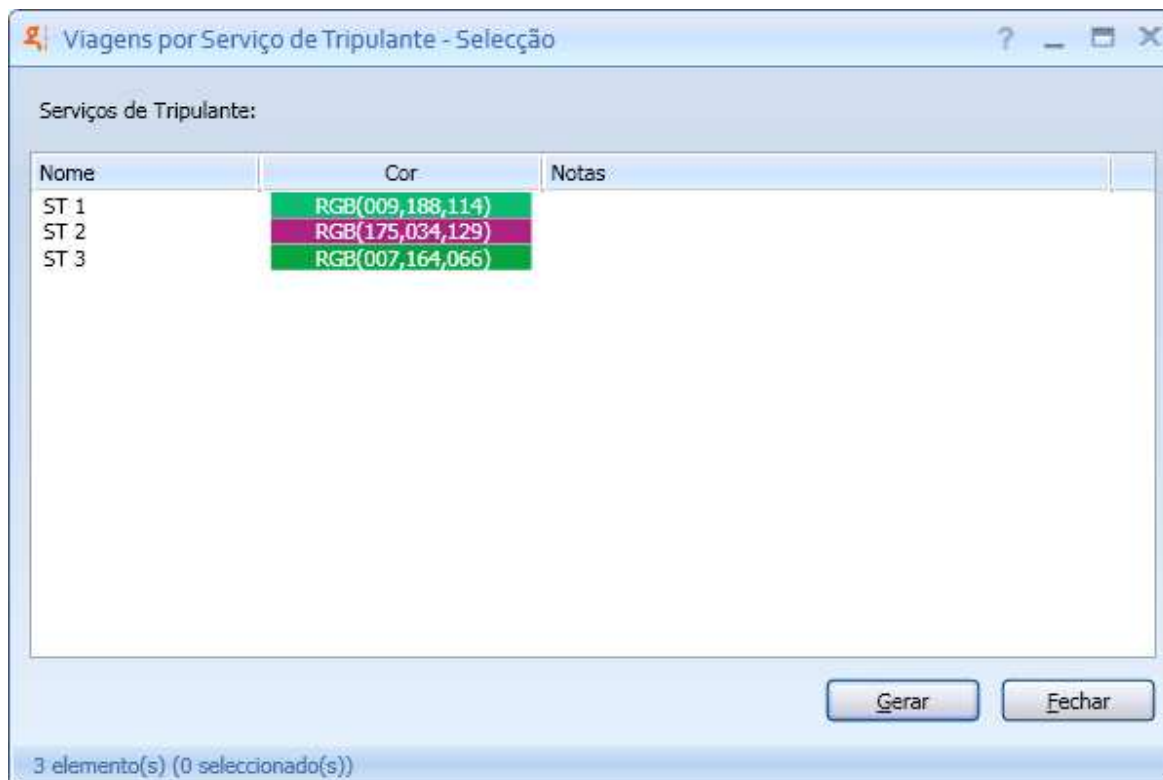 Viagens por Serviço de Tripulante - Selecção
Serviços de Tripulante:
Nome Cor Notas
ST 1 RGB(009,188,114)
ST 2 RGB(175,034,129)
ST 3 RGB(007,164,066)
Gerar Fechar
3 elemento(s) (0 seleccionado(s))